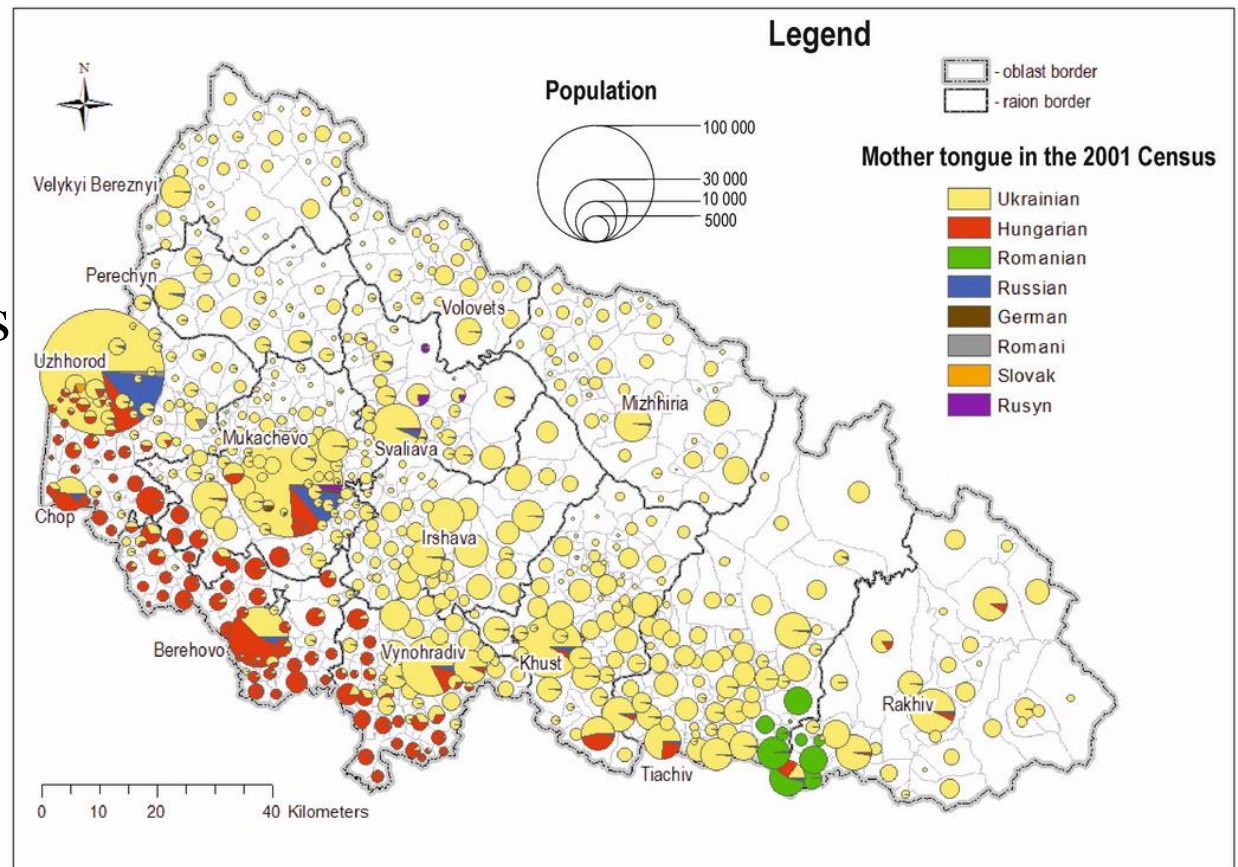 Legend
N
Population
100 000
30 000
10 000
5000
- oblast border
- raion border
Mother tongue in the 2001 Census
Ukrainian
Hungarian
Romanian
Russian
German
Romani
Slovak
Rusyn
Velykyi Bereznyi
Perechyn
Volovets
s
Uzhhorod
Mizhhiria
Mukachevo
Svaliava
Chop
Irshava
Berehovo
Vynohradiv
Khust
Rakhiv
Tiachiv
0 10 20 40 Kilometers